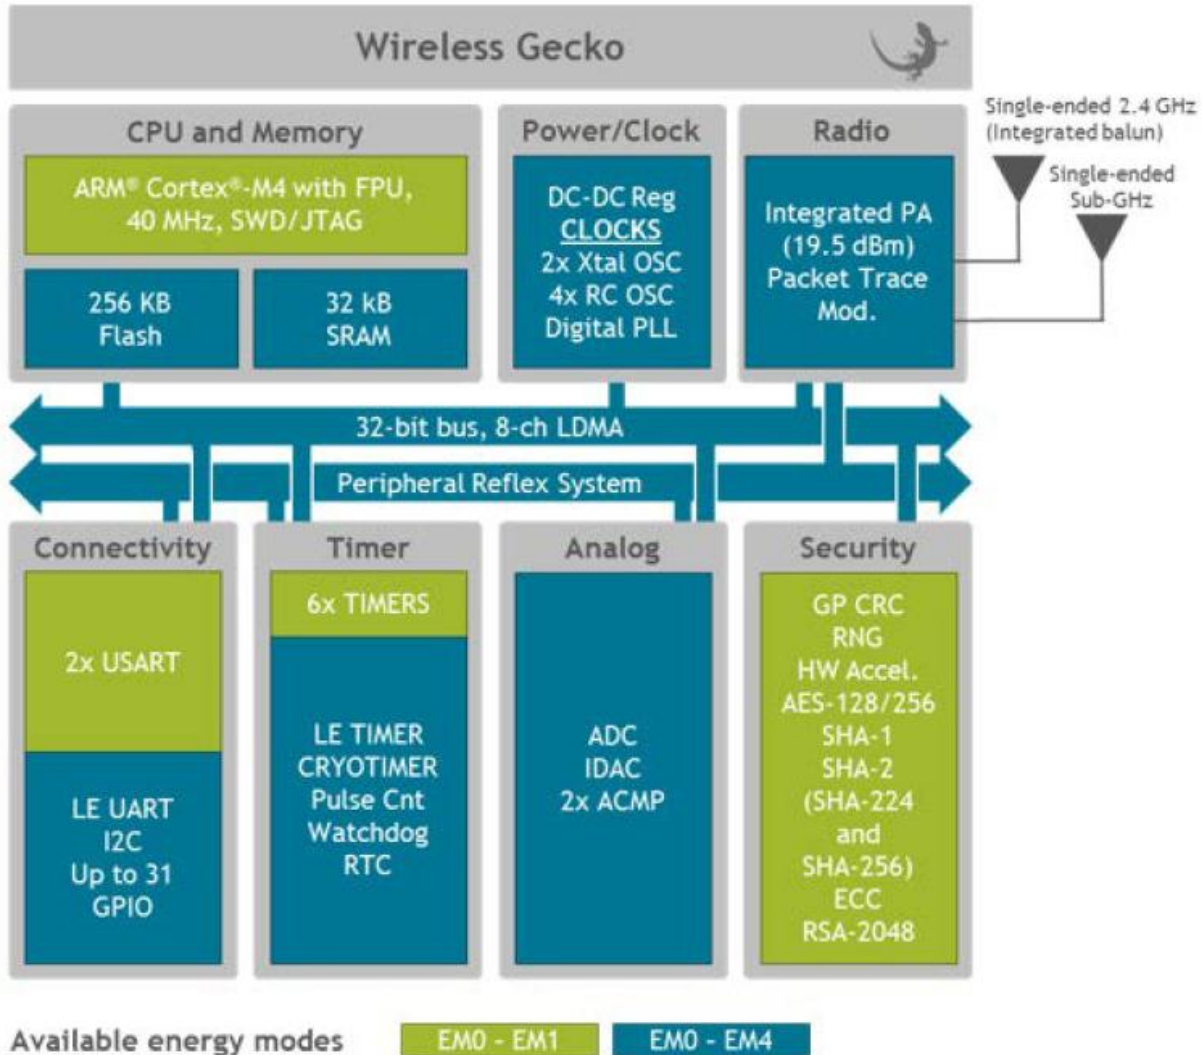 Wireless Gecko
CPU and Memory
ARM® Cortex®-M4 with FPU,
40 MHz, SWD/JTAG
256 KB
Flash
32 kB
SRAM
Power/Clock
DC-DC Reg
CLOCKS
2x Xtal OSC
4x RC OSC
Digital PLL
Radio
Integrated PA
(19.5 dBm)
Packet Trace
Mod.
Single-ended 2.4 GHz
(Integrated balun)
Single-ended
Sub-GHz
32-bit bus, 8-ch LDMA
Peripheral Reflex System
Connectivity
2x USART
LE UART
I2C
Up to 31
GPIO
Timer
6x TIMERS
LE TIMER
CRYOTIMER
Pulse Cnt
Watchdog
RTC
Analog
ADC
IDAC
2x ACMP
Security
GP CRC
RNG
HW Accel.
AES-128/256
SHA-1
SHA-2
(SHA-224
and
SHA-256)
ECC
RSA-2048
Available energy modes
EM0 - EM1
EM0 - EM4